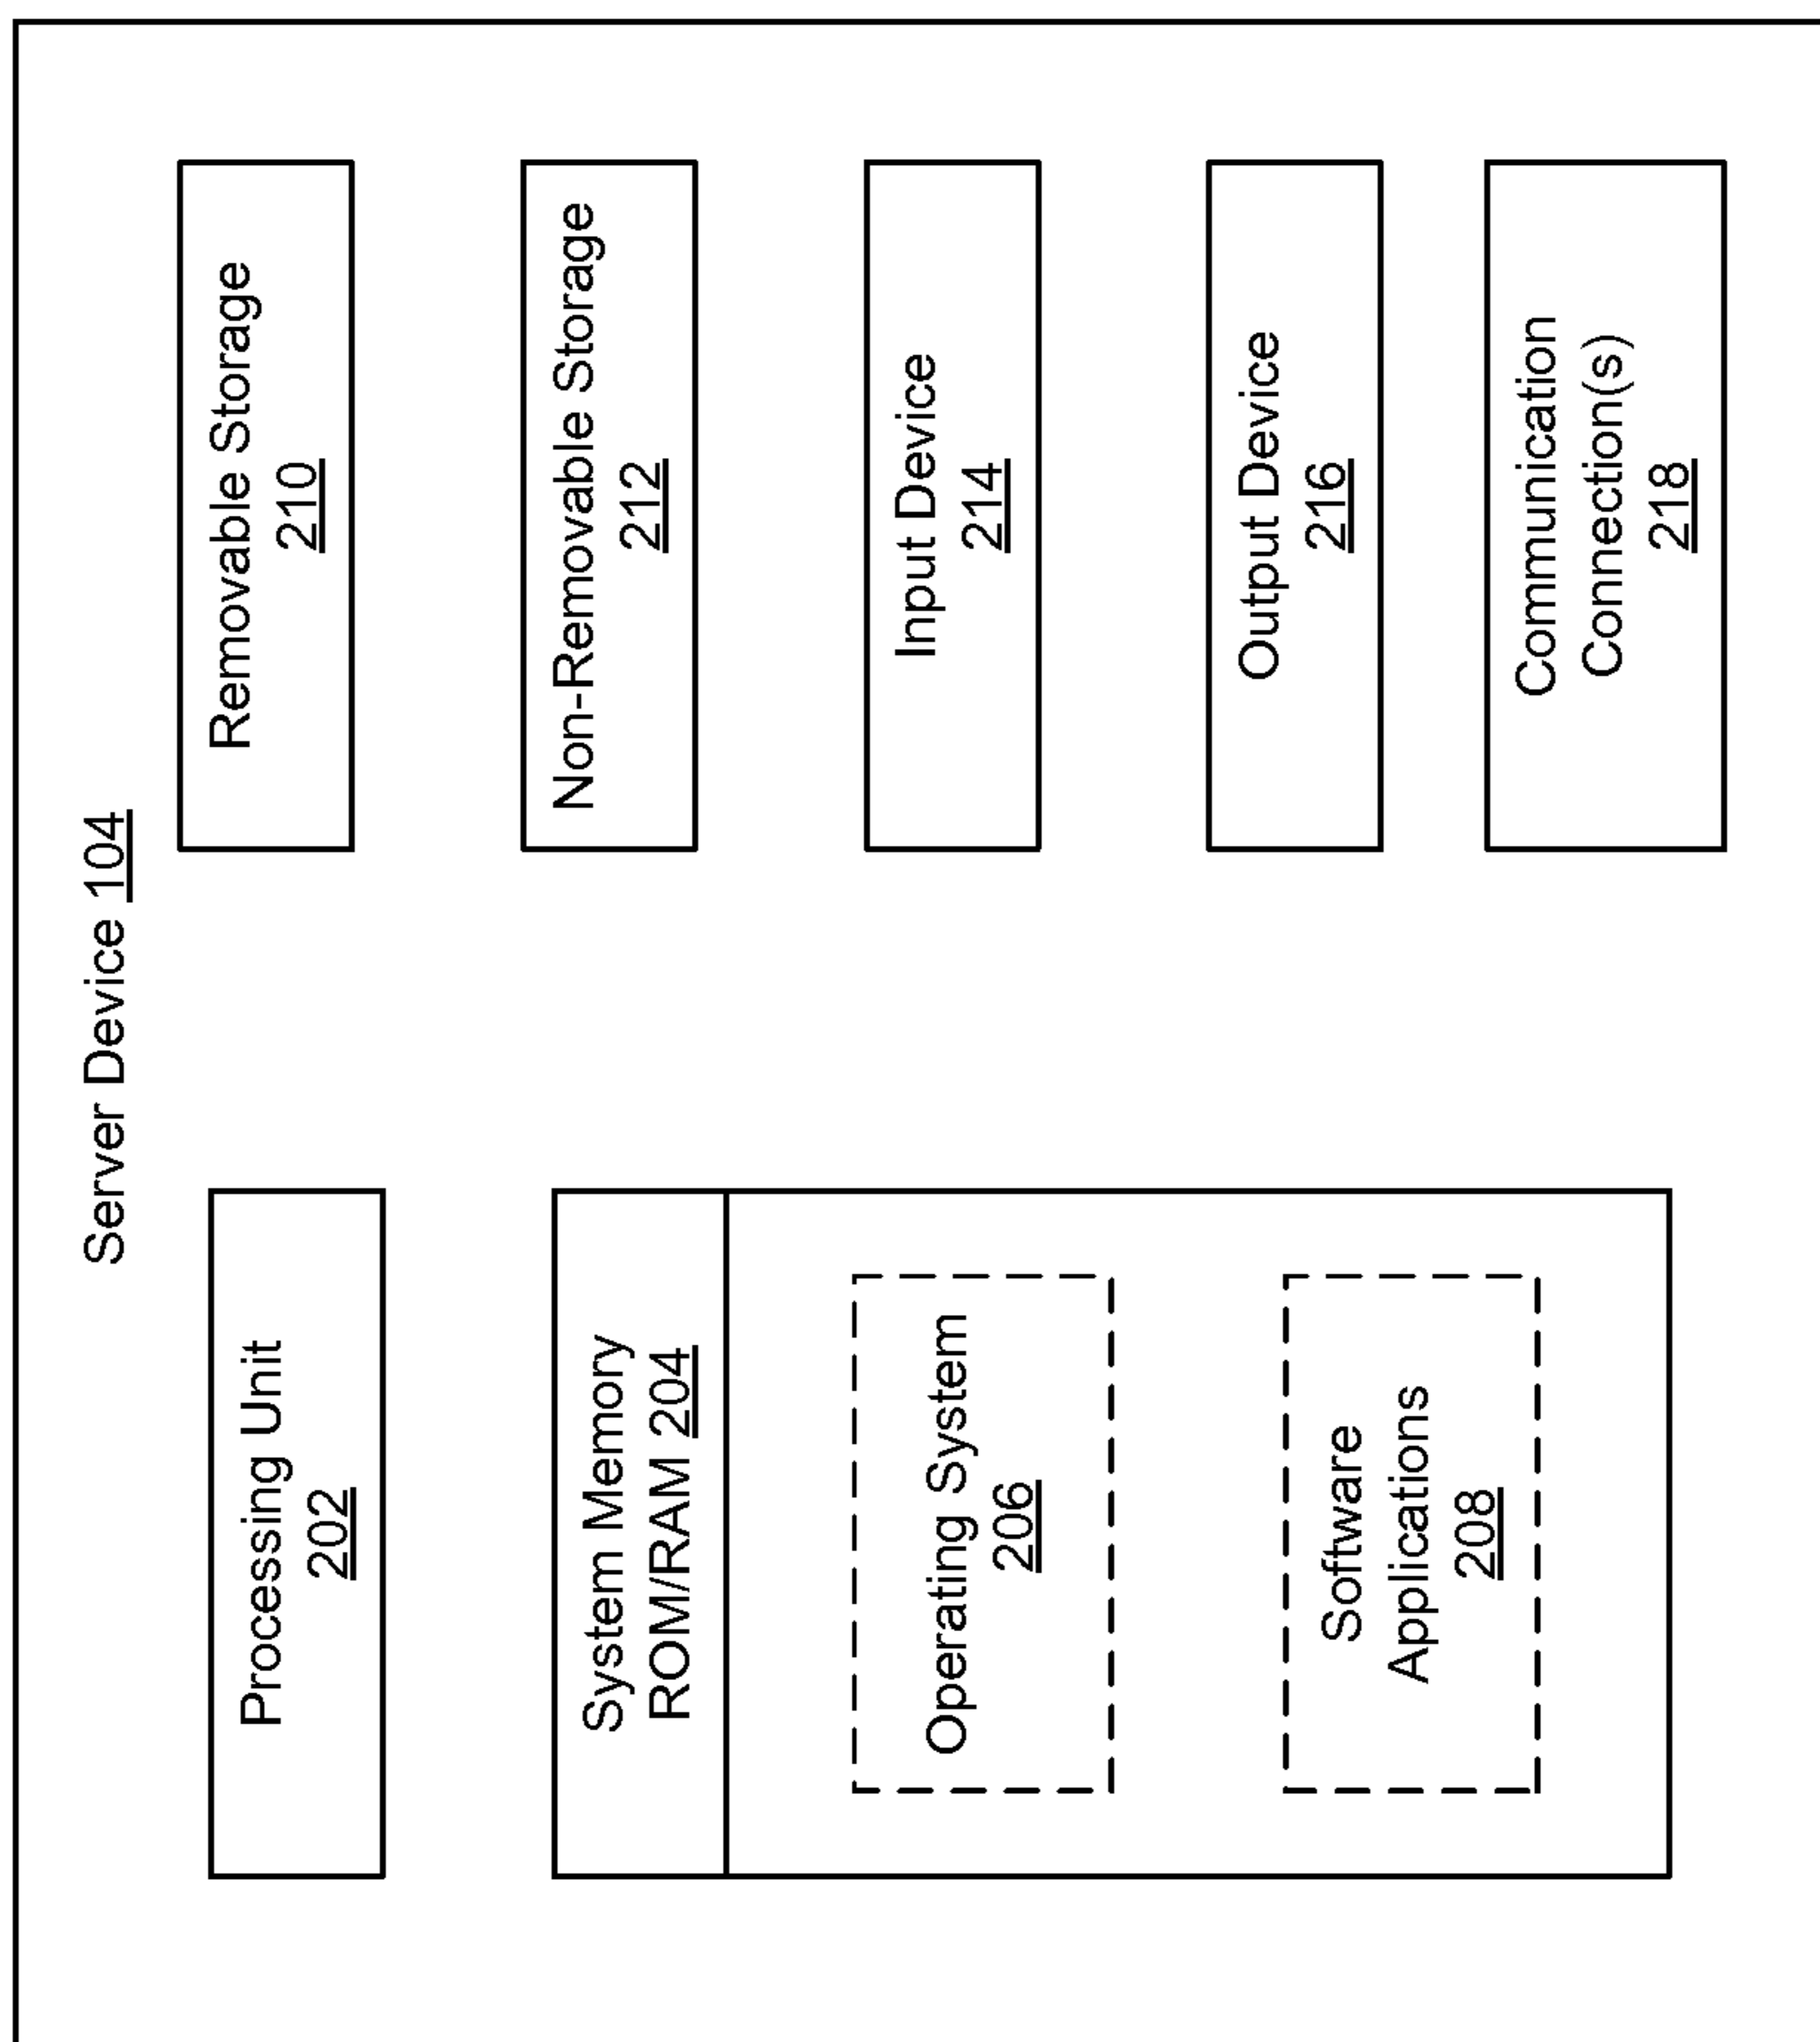 Server Device 104
Processing Unit
202
System Memory
ROM/RAM 204
Operating System
206
Software
Applications
208
Removable Storage
210
Non-Removable Storage
212
Input Device
214
Output Device
216
Communication
Connection(s)
218